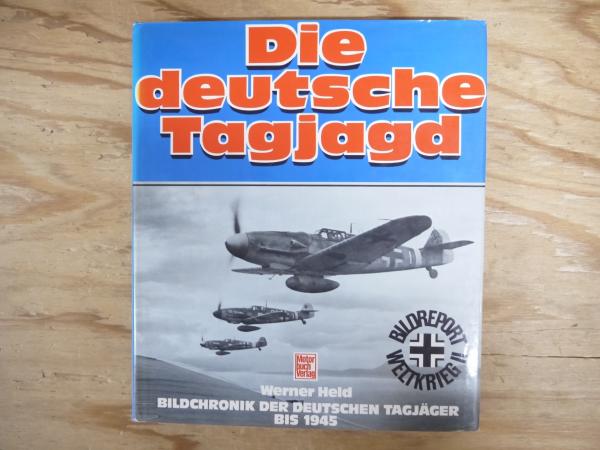 Die
deutsche
Tagjagd
BILDREPORT
WELTKRIEG II
Motor
buch
Verlag
Werner Held
BILDCHRONIK DER DEUTSCHEN TAGJÄGER
BIS 1945